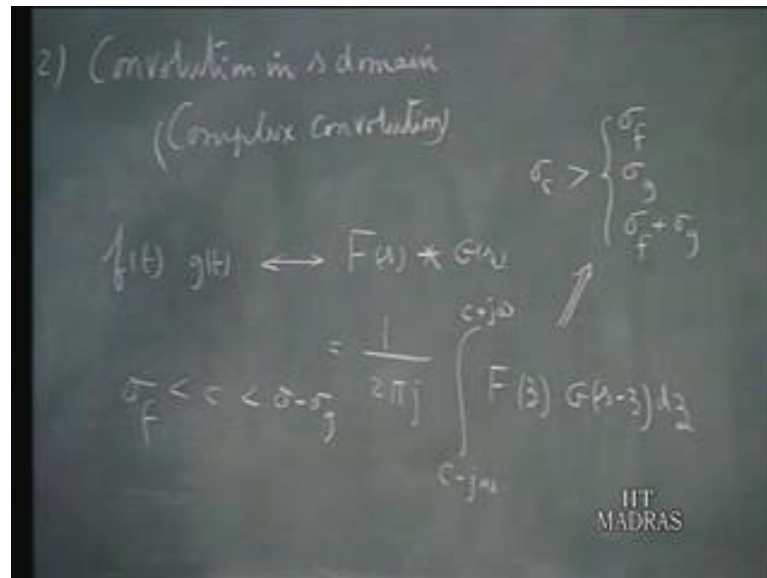 2) Convolution in s domain
(Complex Convolution)
σc > { σf
σg
σf + σg
f(t) g(t) ↔ F(s) * G(s)
= 1/2πj ∫ c-j∞ c+j∞ F(z) G(s-z) dz
σf < c < σ - σg
IIT
MADRAS